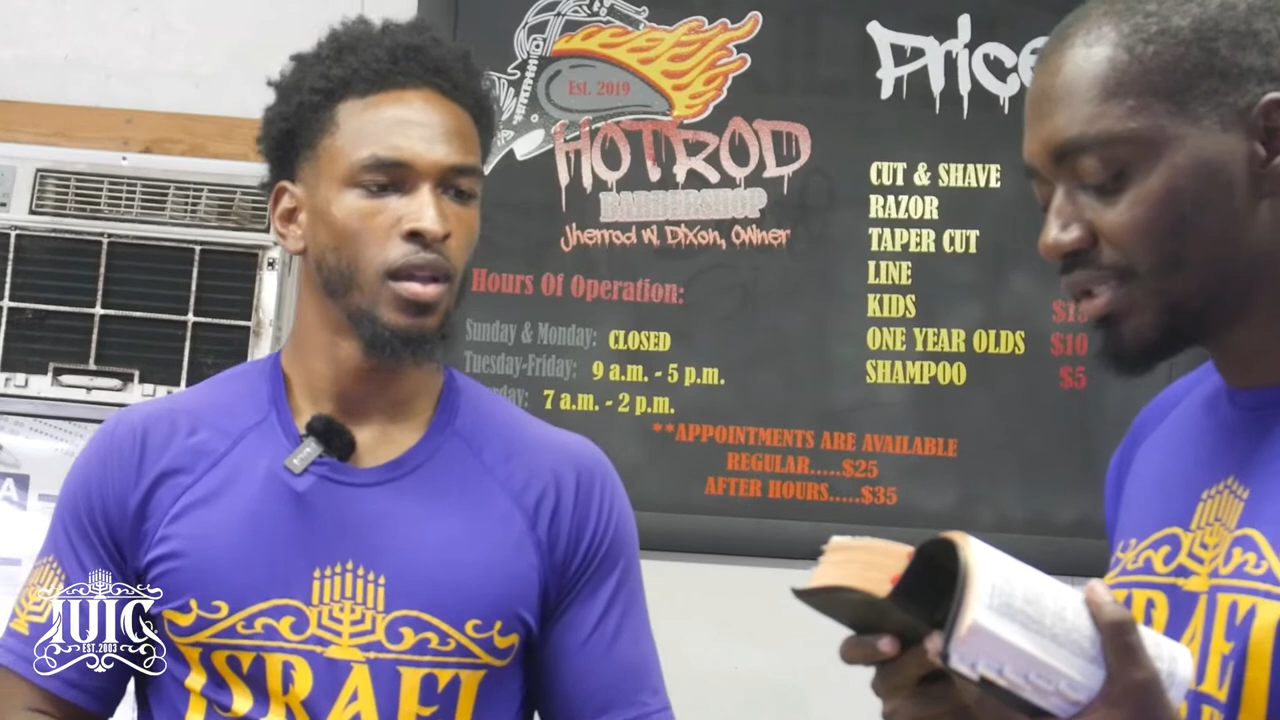 Est. 2019
HOTROD
BARBERSHOP
Jherrod W. Dixon, Owner
Hours Of Operation:
Sunday & Monday: CLOSED
Tuesday-Friday: 9 a.m. - 5 p.m.
7 a.m. - 2 p.m.
**APPOINTMENTS ARE AVAILABLE
REGULAR.....$25
AFTER HOURS.....$35
Price
CUT & SHAVE
RAZOR
TAPER CUT
LINE
KIDS
ONE YEAR OLDS $10
SHAMPOO $5
ISRAEL
IUIC
EST. 2003